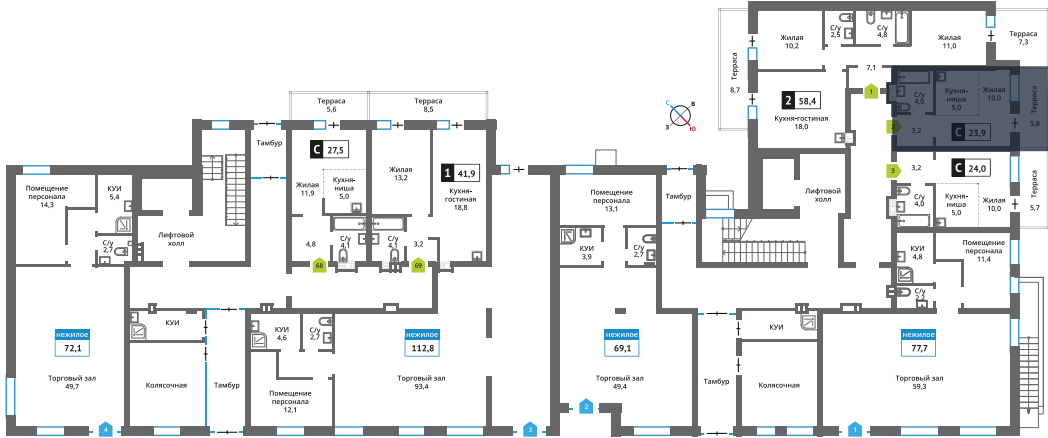 Жилая
10,2
С/у
2,5
С/у
4,8
Жилая
11,0
Терраса
7,3
Терраса
8,7
7,1
1
2 58,4
Кухня-гостиная
18,0
С/у
4,0
Кухня-
ниша
5,0
Жилая
10,0
Терраса
5,8
2
3,2
С 23,9
3
3,2
С 24,0
С/у
4,0
Кухня-
ниша
5,0
Жилая
10,0
Терраса
5,7
С
В
З
Ю
Терраса
5,6
Терраса
8,5
Тамбур
С 27,5
Жилая
11,9
Кухня-
ниша
5,0
4,8
С/у
4,1
68
Жилая
13,2
1 41,9
Кухня-
гостиная
18,8
С/у
4,1
3,2
69
Помещение
персонала
14,3
КУИ
5,4
С/у
2,7
Лифтовой
холл
Помещение
персонала
13,1
КУИ
3,9
С/у
2,7
Тамбур
Лифтовой
холл
КУИ
4,8
С/у
2,2
Помещение
персонала
11,4
нежилое
72,1
Торговый зал
49,7
КУИ
Колясочная
Тамбур
КУИ
4,6
С/у
2,7
Помещение
персонала
12,1
нежилое
112,8
Торговый зал
93,4
нежилое
69,1
Торговый зал
49,4
Тамбур
КУИ
Колясочная
нежилое
77,7
Торговый зал
59,3
4
3
2
1